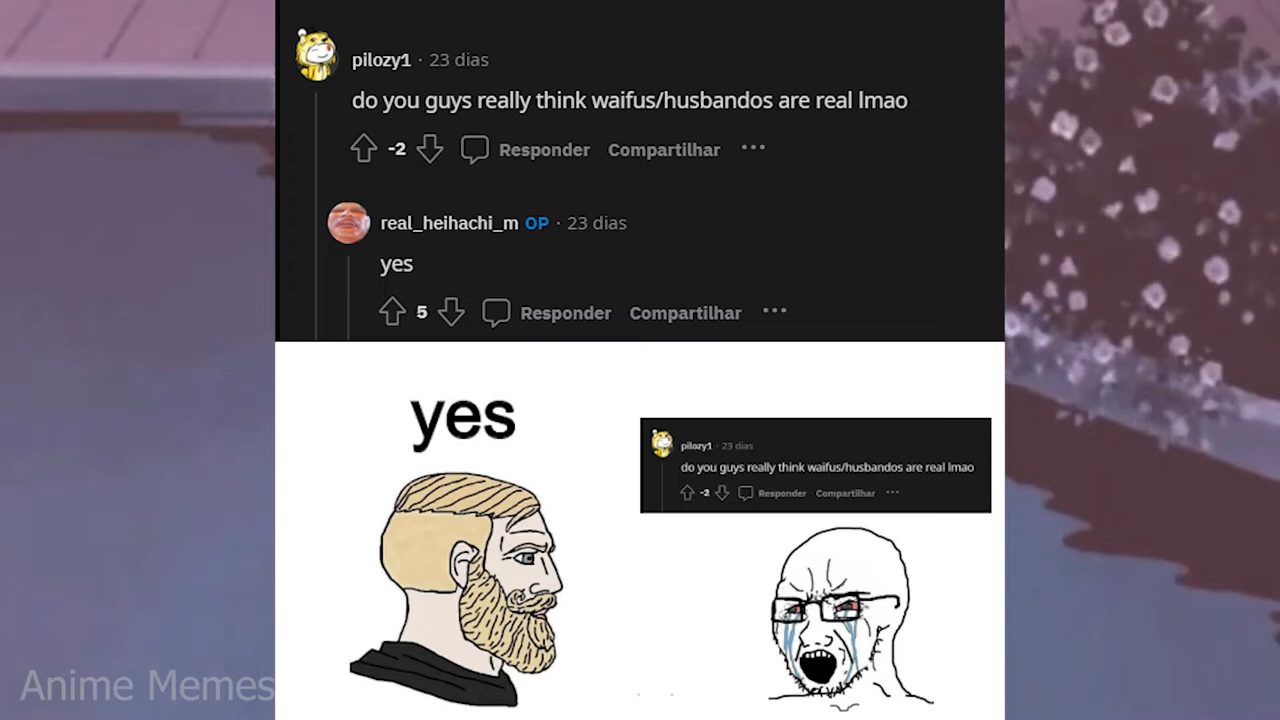 pilozy1 · 23 dias
do you guys really think waifus/husbandos are real lmao
-2 Responder Compartilhar ...
real_heihachi_m OP · 23 dias
yes
5 Responder Compartilhar ...
yes
pilozy1 · 23 dias
do you guys really think waifus/husbandos are real lmao
-2 Responder Compartilhar ...
Anime Memes